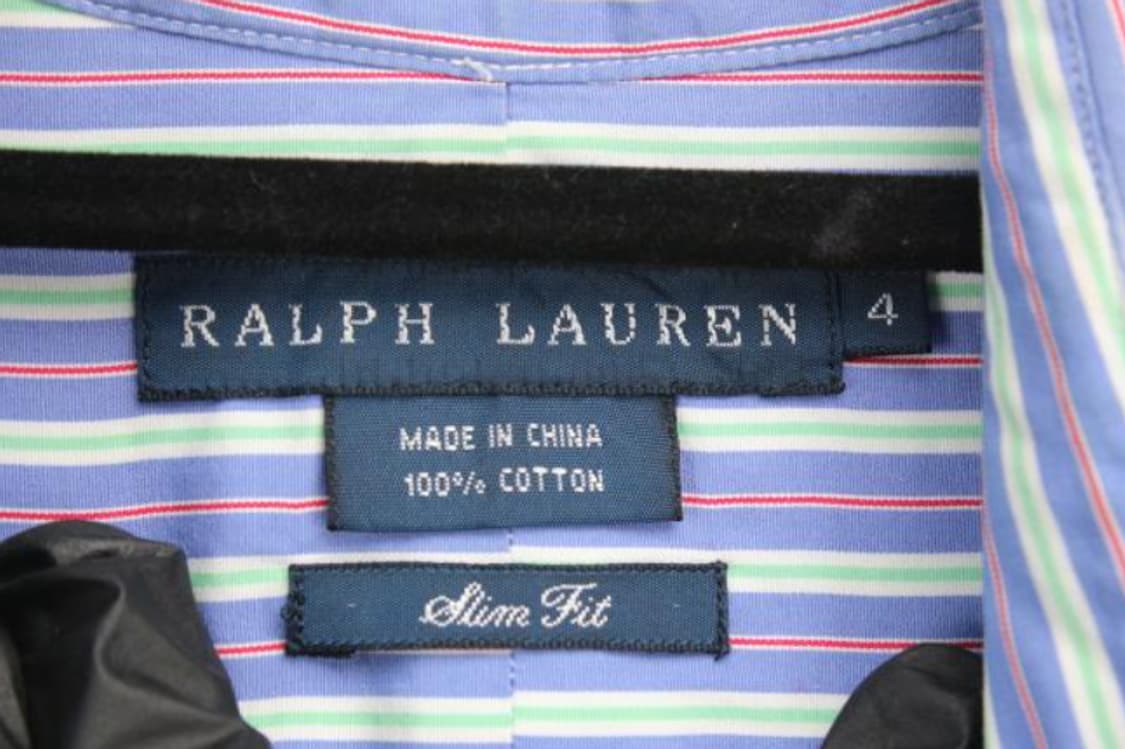 RALPH LAUREN 4
MADE IN CHINA
100% COTTON
Slim Fit